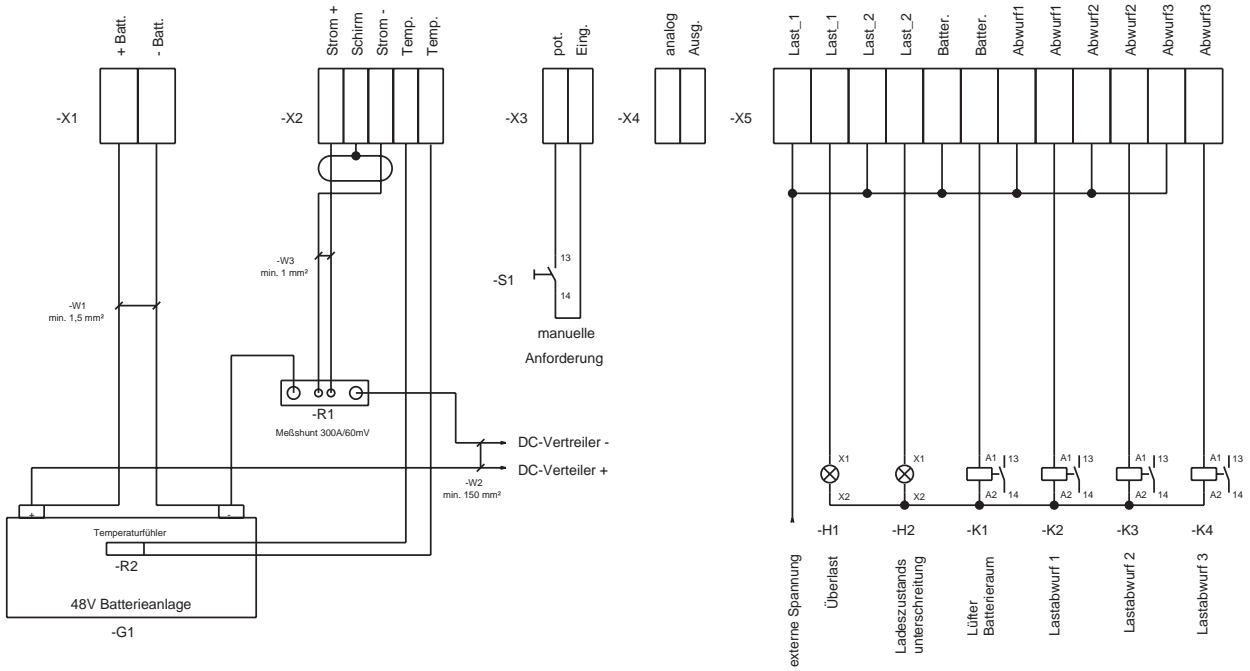 + Batt.
- Batt.
Strom +
Schirm
Strom -
Temp.
Temp.
pot.
Eing.
analog
Ausg.
Last_1
Last_1
Last_2
Last_2
Batter.
Batter.
Abwurf1
Abwurf1
Abwurf2
Abwurf2
Abwurf3
Abwurf3
-X1
-X2
-X3
-X4
-X5
-W3
min. 1 mm²
13
-S1
14
-W1
min. 1,5 mm²
manuelle
Anforderung
-R1
Meßshunt 300A/60mV
DC-Vertreiler -
DC-Verteiler +
-W2
min. 150 mm²
X1
X1
A1
13
A1
13
A1
13
A1
13
X2
X2
A2
14
A2
14
A2
14
A2
14
+
-
Temperaturfühler
-R2
48V Batterieanlage
-G1
-H1
-H2
-K1
-K2
-K3
-K4
externe Spannung
Überlast
Ladezustands
unterschreitung
Lüfter
Batterieraum
Lastabwurf 1
Lastabwurf 2
Lastabwurf 3